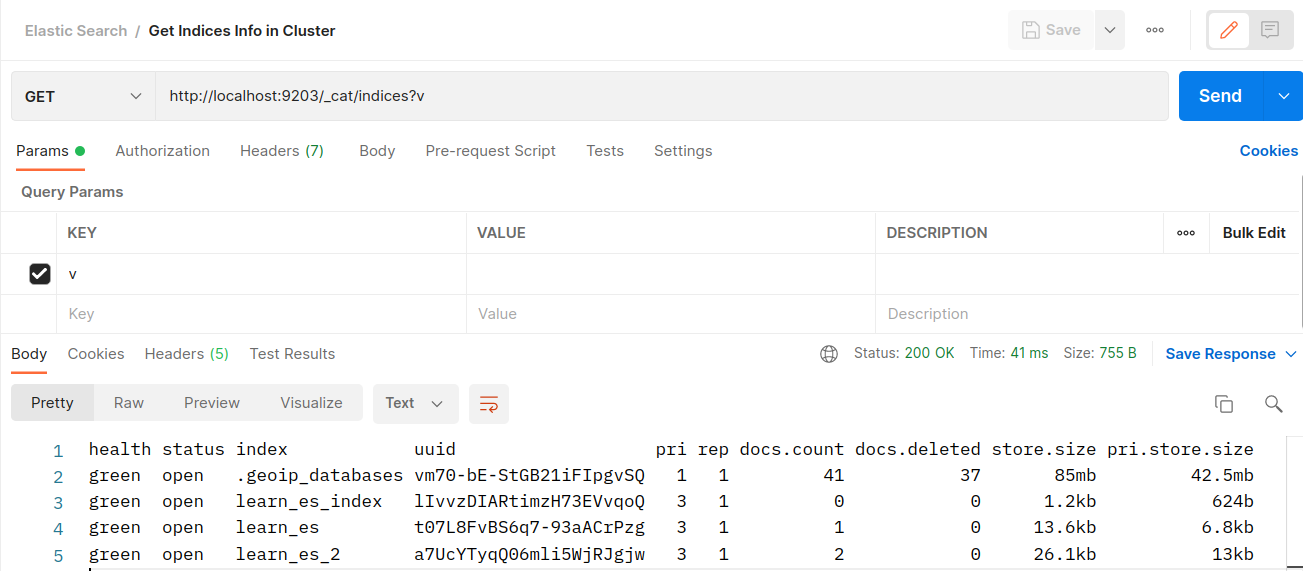 Elastic Search / Get Indices Info in Cluster Save
GET http://localhost:9203/_cat/indices?v Send
Params Authorization Headers (7) Body Pre-request Script Tests Settings Cookies
Query Params
KEY VALUE DESCRIPTION Bulk Edit
v
Key Value Description
Body Cookies Headers (5) Test Results Status: 200 OK Time: 41 ms Size: 755 B Save Response
Pretty Raw Preview Visualize Text
1 health status index uuid pri rep docs.count docs.deleted store.size pri.store.size
2 green open .geoip_databases vm70-bE-StGB21iFIpgvSQ 1 1 41 37 85mb 42.5mb
3 green open learn_es_index lIvvzDIARtimzH73EVvqoQ 3 1 0 0 1.2kb 624b
4 green open learn_es t07L8FvBS6q7-93aACrPzg 3 1 1 0 13.6kb 6.8kb
5 green open learn_es_2 a7UcYTyqQ06mli5WjRJgjw 3 1 2 0 26.1kb 13kb